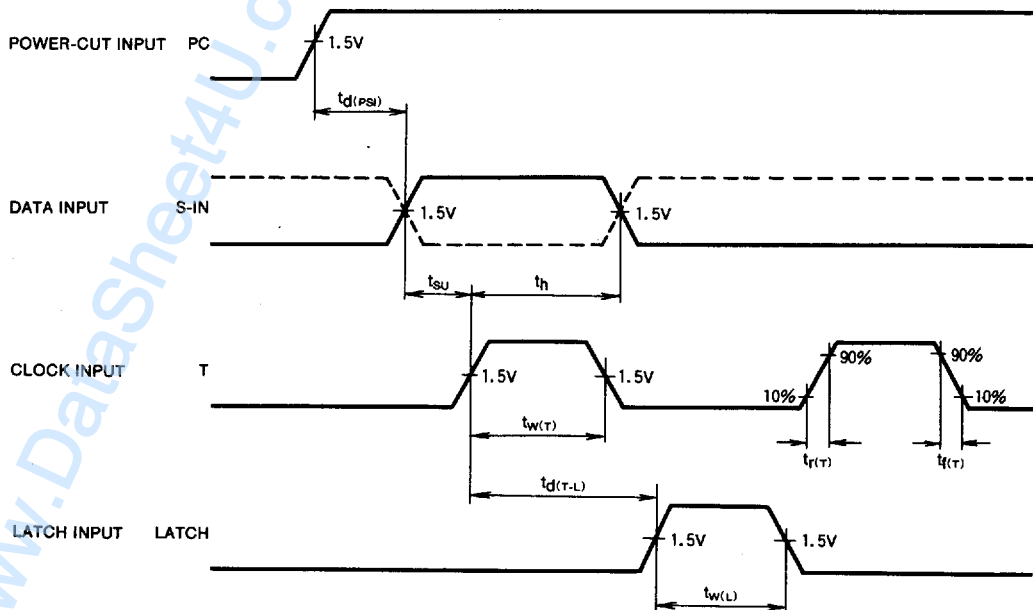 POWER-CUT INPUT PC
1.5V
td(PSI)
DATA INPUT S-IN
1.5V 1.5V
tSU th
CLOCK INPUT T
1.5V 1.5V
10% 90% 90% 10%
tW(T)
tr(T) tf(T)
td(T-L)
LATCH INPUT LATCH
1.5V 1.5V
tW(L)
www.DataSheet4U.c